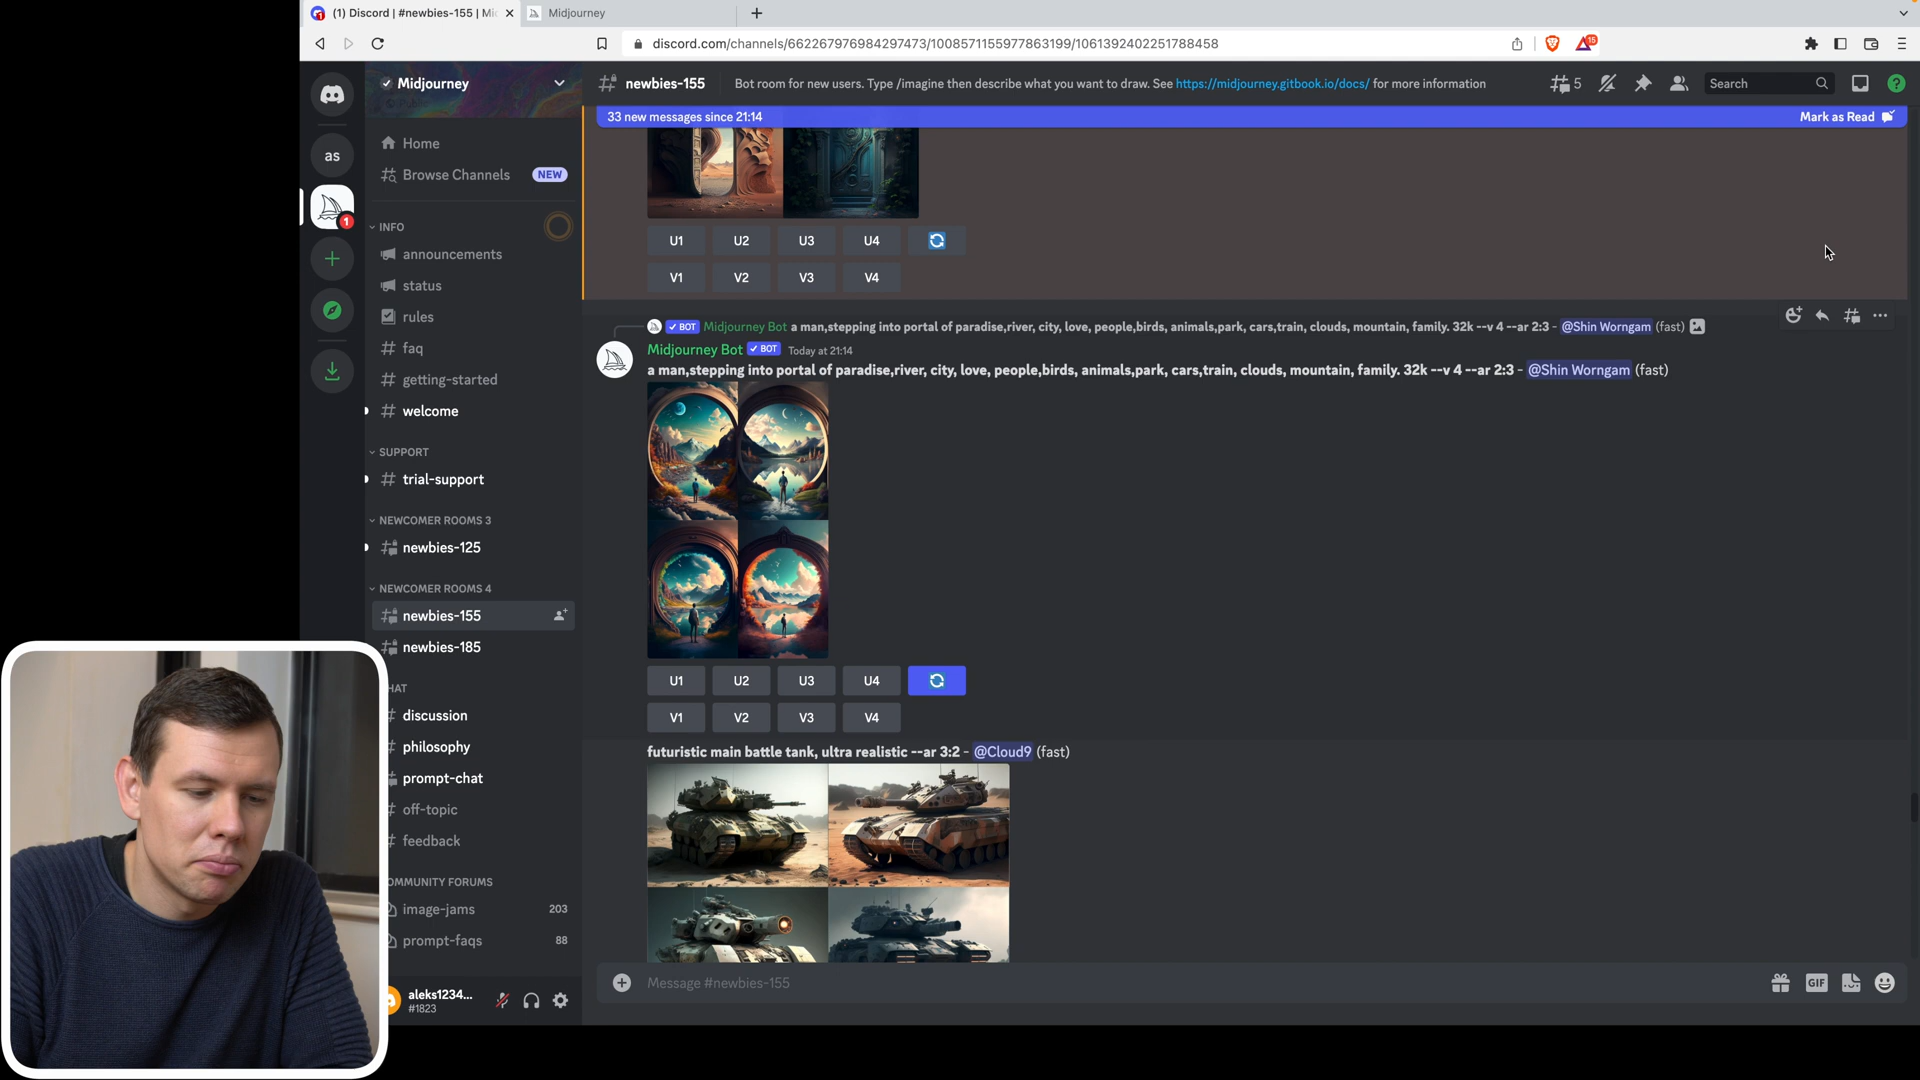 (1) Discord | #newbies-155 | Mi
Midjourney
discord.com/channels/662267976984297473/1008571155977863199/1061392402251788458
15
Midjourney
Public
newbies-155
Bot room for new users. Type /imagine then describe what you want to draw. See https://midjourney.gitbook.io/docs/ for more information
5
Search
33 new messages since 21:14
Mark as Read
as
1
Home
Browse Channels
NEW
INFO
announcements
status
rules
faq
getting-started
welcome
SUPPORT
trial-support
NEWCOMER ROOMS 3
newbies-125
NEWCOMER ROOMS 4
newbies-155
newbies-185
HAT
discussion
philosophy
prompt-chat
off-topic
feedback
OMMUNITY FORUMS
image-jams 203
prompt-faqs 88
aleks1234...
#1823
U1 U2 U3 U4
V1 V2 V3 V4
BOT Midjourney Bot a man,stepping into portal of paradise,river, city, love, people,birds, animals,park, cars,train, clouds, mountain, family. 32k --v 4 --ar 2:3 - @Shin Worngam (fast)
Midjourney Bot BOT Today at 21:14
a man,stepping into portal of paradise,river, city, love, people,birds, animals,park, cars,train, clouds, mountain, family. 32k --v 4 --ar 2:3 - @Shin Worngam (fast)
U1 U2 U3 U4
V1 V2 V3 V4
futuristic main battle tank, ultra realistic --ar 3:2 - @Cloud9 (fast)
Message #newbies-155
GIF